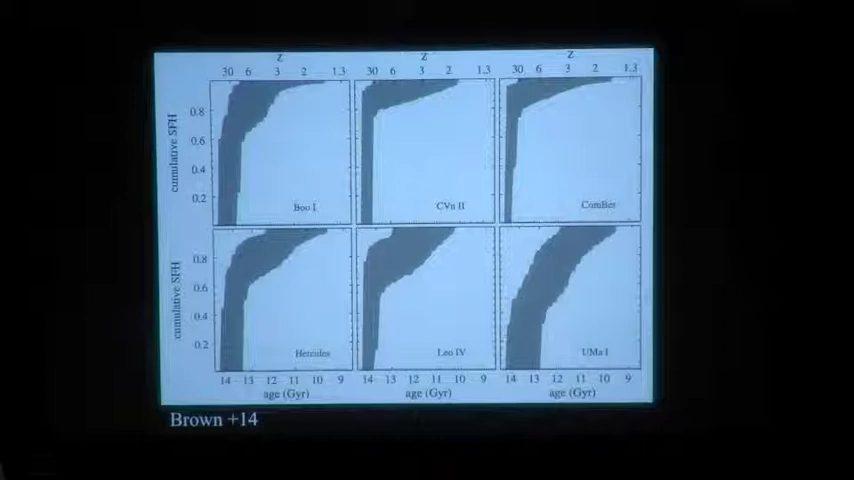 z z z
30 6 3 2 1.3 30 6 3 2 1.3 30 6 3 2 1.3
cumulative SFH
0.8
0.6
0.4
0.2
Boo I CVn II ComBer
cumulative SFH
0.8
0.6
0.4
0.2
Hercules Leo IV UMa I
14 13 12 11 10 9 14 13 12 11 10 9 14 13 12 11 10 9
age (Gyr) age (Gyr) age (Gyr)
Brown +14